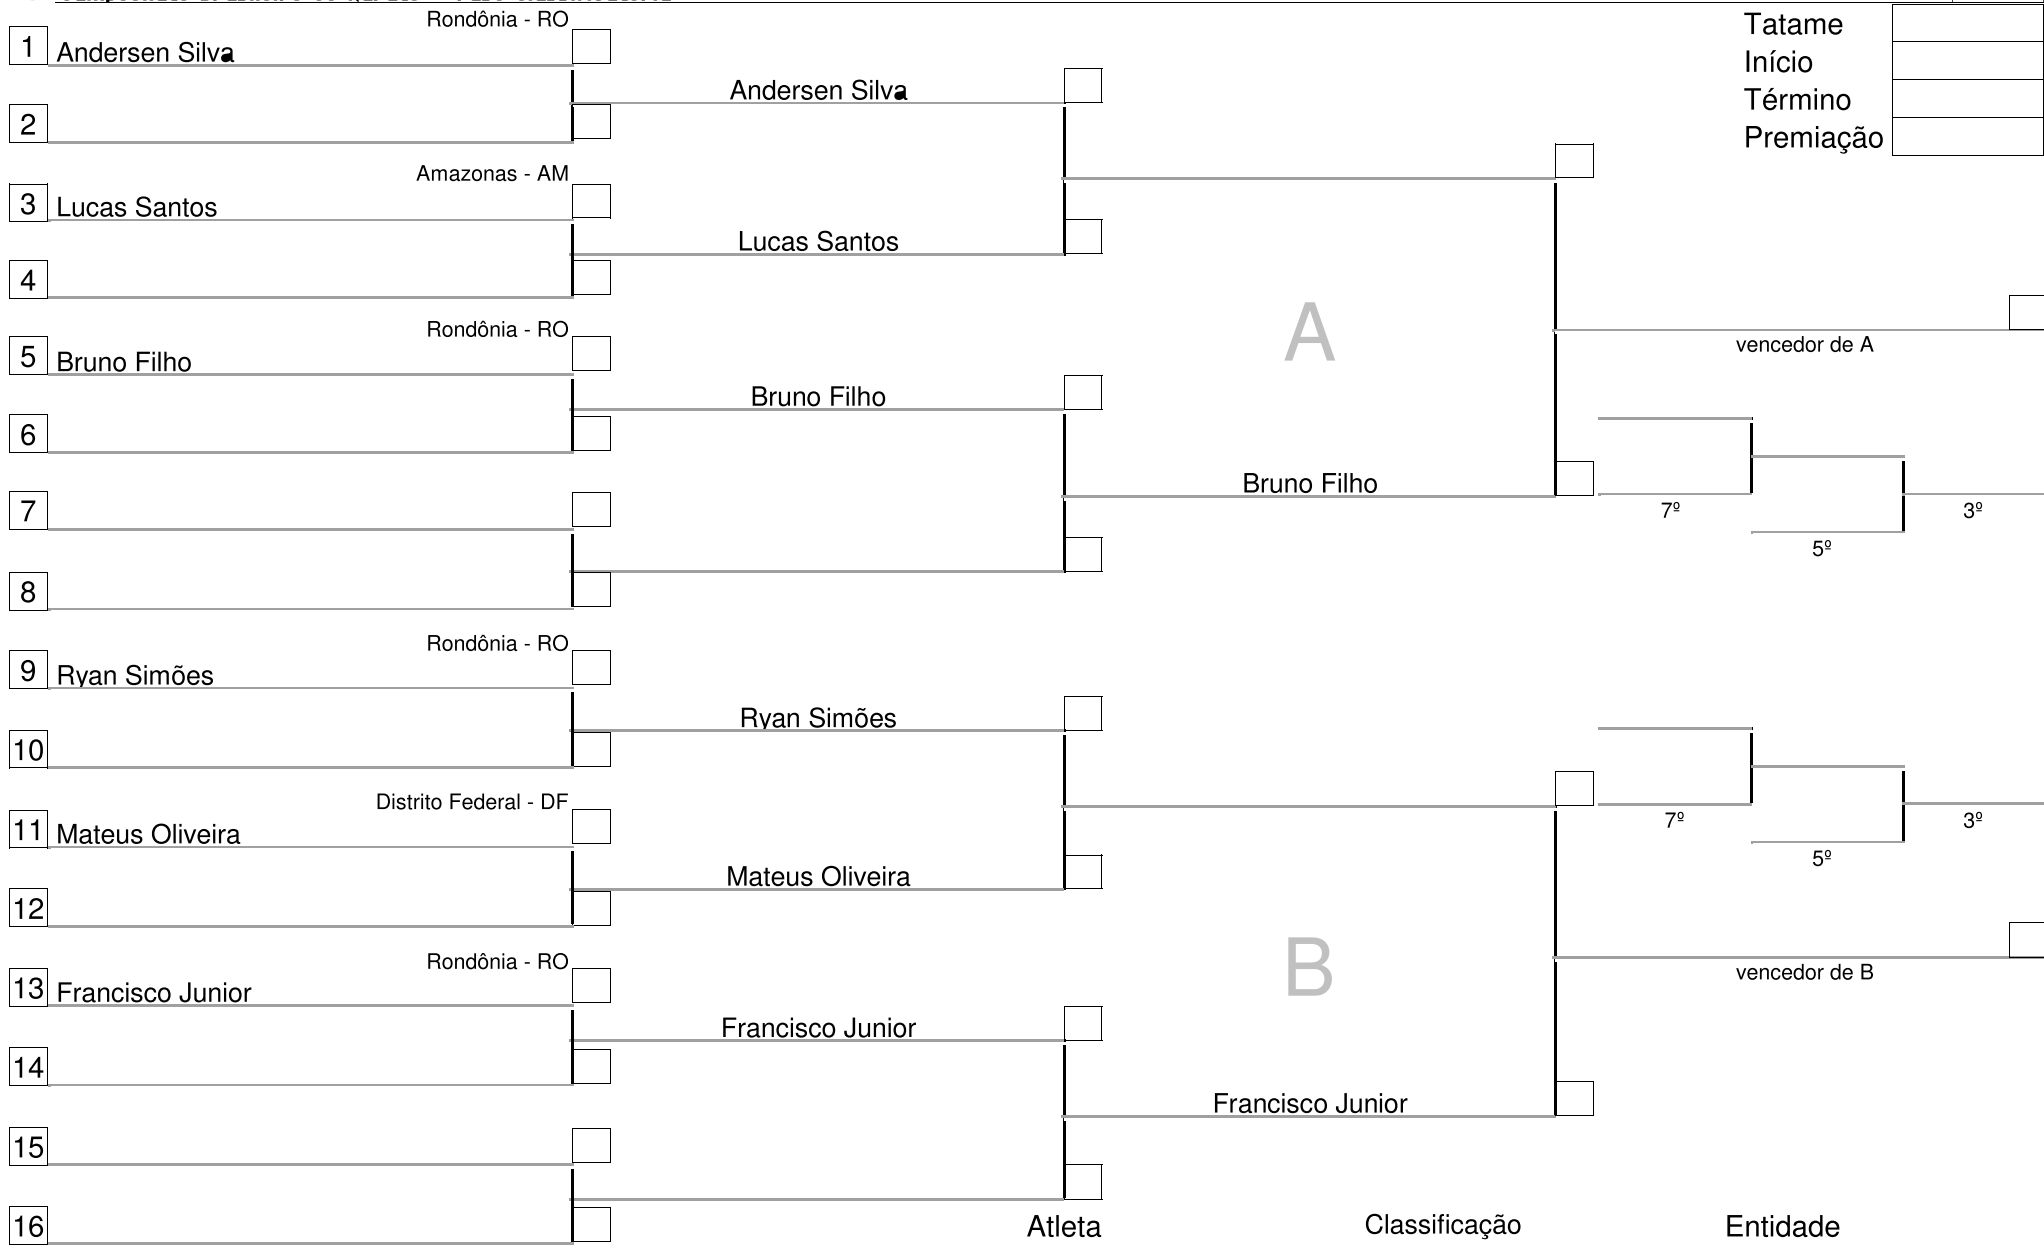 Rondônia - RO
1 Andersen Silva
2
Amazonas - AM
3 Lucas Santos
4
Rondônia - RO
5 Bruno Filho
6
7
8
Rondônia - RO
9 Ryan Simões
10
Distrito Federal - DF
11 Mateus Oliveira
12
Rondônia - RO
13 Francisco Junior
14
15
16
Andersen Silva
Lucas Santos
Bruno Filho
Ryan Simões
Mateus Oliveira
Francisco Junior
A
Bruno Filho
B
Francisco Junior
Tatame
Início
Término
Premiação
vencedor de A
7º
5º
3º
7º
5º
3º
vencedor de B
Atleta
Classificação
Entidade